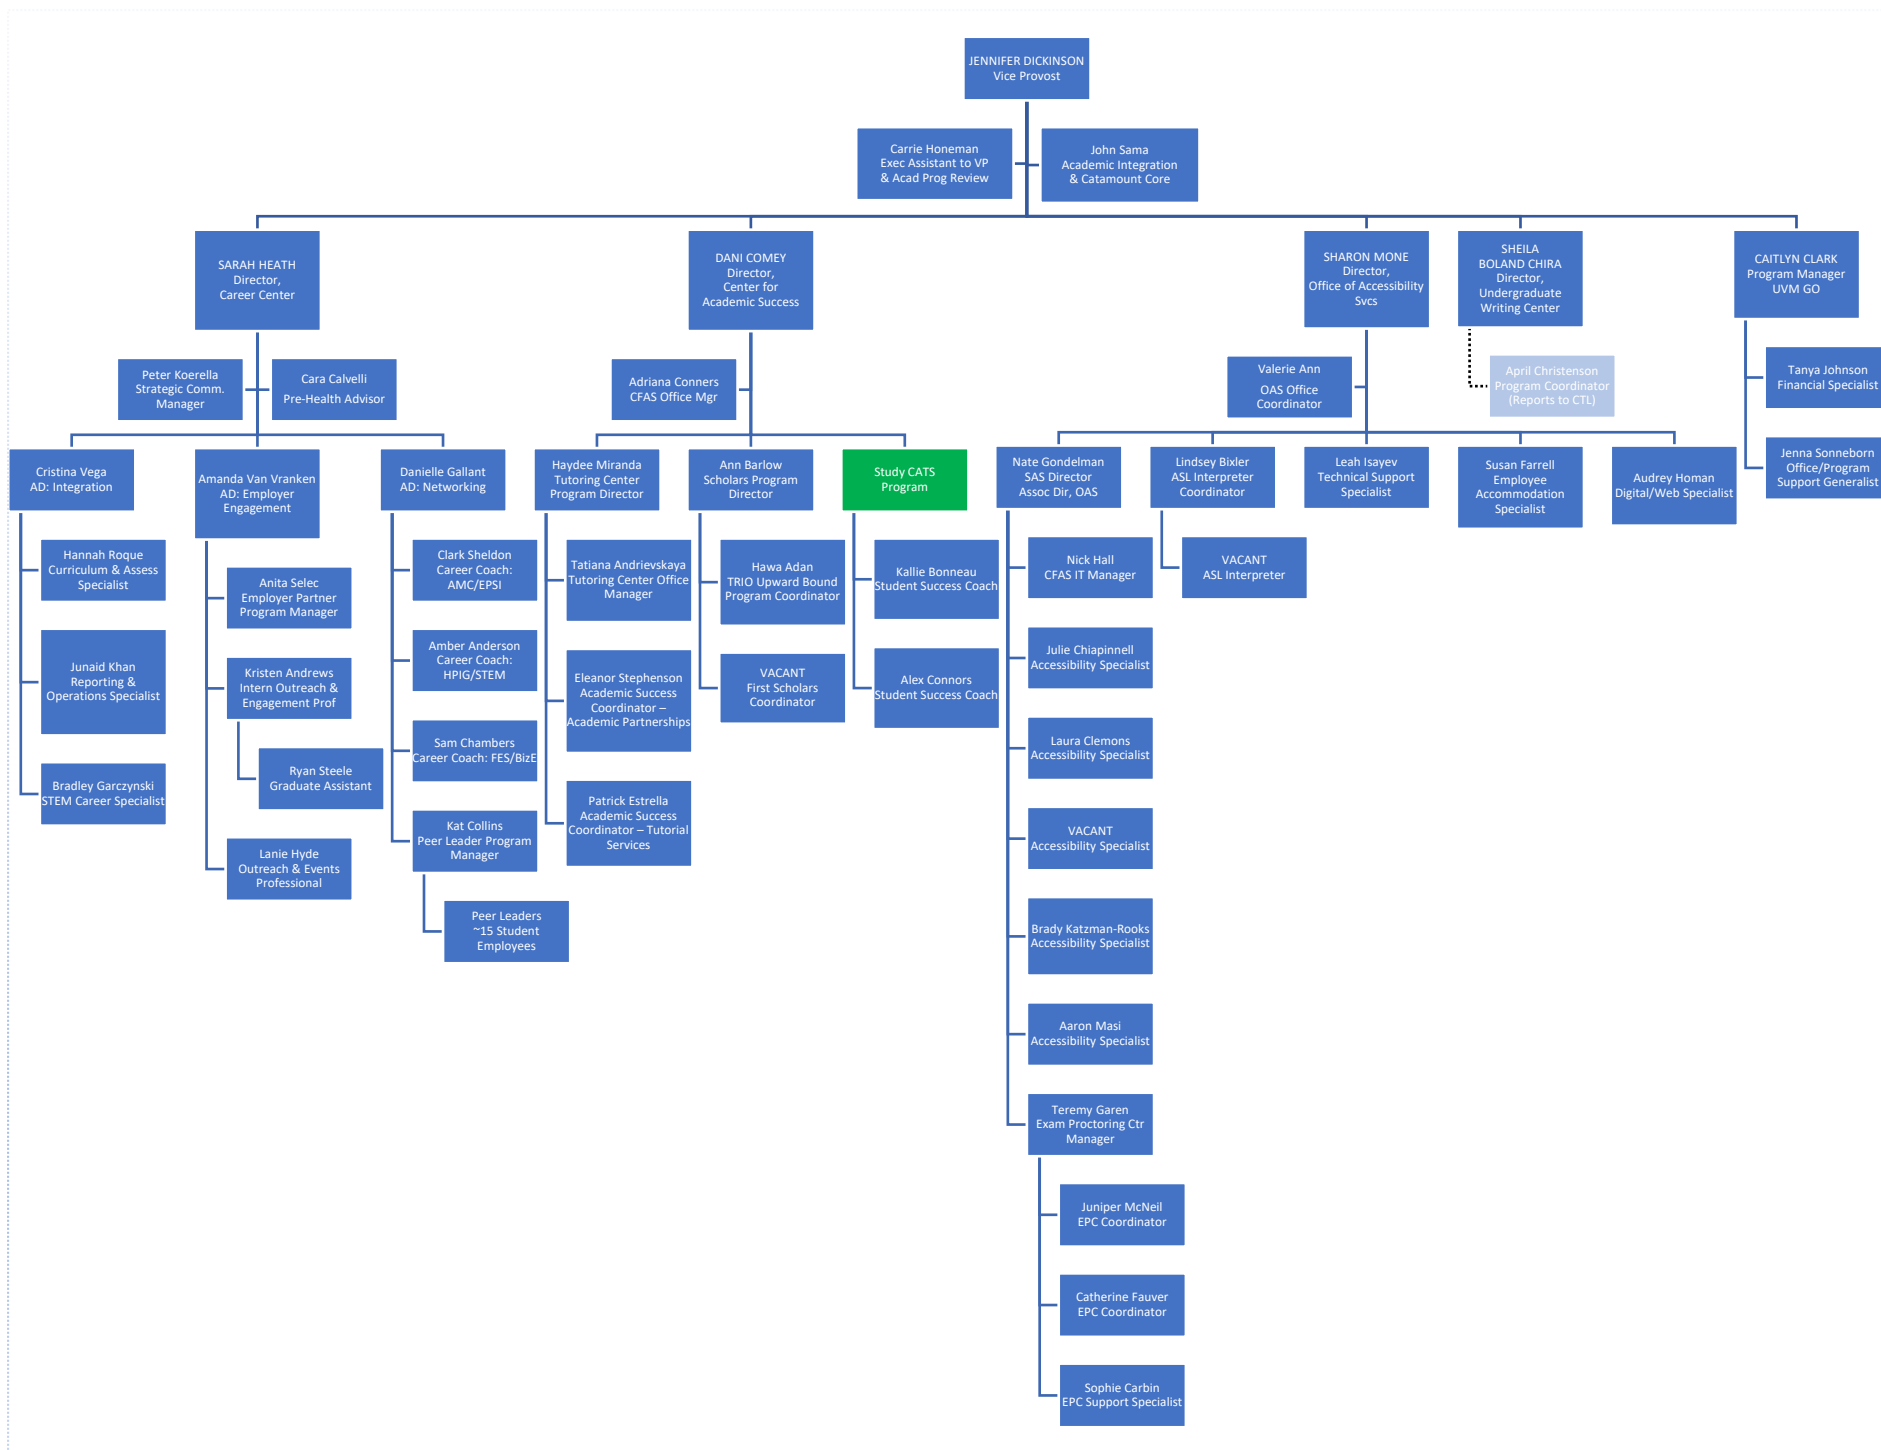 JENNIFER DICKINSON
Vice Provost
Carrie Honeman
Exec Assistant to VP
& Acad Prog Review
John Sama
Academic Integration
& Catamount Core
SARAH HEATH
Director,
Career Center
DANI COMEY
Director,
Center for
Academic Success
SHARON MONE
Director,
Office of Accessibility
Svcs
SHEILA
BOLAND CHIRA
Director,
Undergraduate
Writing Center
CAITLYN CLARK
Program Manager
UVM GO
Peter Koerella
Strategic Comm.
Manager
Cara Calvelli
Pre-Health Advisor
Adriana Conners
CFAS Office Mgr
Valerie Ann
OAS Office
Coordinator
April Christenson
Program Coordinator
(Reports to CTL)
Tanya Johnson
Financial Specialist
Jenna Sonneborn
Office/Program
Support Generalist
Cristina Vega
AD: Integration
Amanda Van Vranken
AD: Employer
Engagement
Danielle Gallant
AD: Networking
Haydee Miranda
Tutoring Center
Program Director
Ann Barlow
Scholars Program
Director
Study CATS
Program
Nate Gondelman
SAS Director
Assoc Dir, OAS
Lindsey Bixler
ASL Interpreter
Coordinator
Leah Isayev
Technical Support
Specialist
Susan Farrell
Employee
Accommodation
Specialist
Audrey Homan
Digital/Web Specialist
Hannah Roque
Curriculum & Assess
Specialist
Junaid Khan
Reporting &
Operations Specialist
Bradley Garczynski
STEM Career Specialist
Anita Selec
Employer Partner
Program Manager
Kristen Andrews
Intern Outreach &
Engagement Prof
Ryan Steele
Graduate Assistant
Lanie Hyde
Outreach & Events
Professional
Clark Sheldon
Career Coach:
AMC/EPSI
Amber Anderson
Career Coach:
HPIG/STEM
Sam Chambers
Career Coach: FES/BizE
Kat Collins
Peer Leader Program
Manager
Peer Leaders
~15 Student
Employees
Tatiana Andrievskaya
Tutoring Center Office
Manager
Eleanor Stephenson
Academic Success
Coordinator –
Academic Partnerships
Patrick Estrella
Academic Success
Coordinator – Tutorial
Services
Hawa Adan
TRIO Upward Bound
Program Coordinator
VACANT
First Scholars
Coordinator
Kallie Bonneau
Student Success Coach
Alex Connors
Student Success Coach
Nick Hall
CFAS IT Manager
Julie Chiapinnell
Accessibility Specialist
Laura Clemons
Accessibility Specialist
VACANT
Accessibility Specialist
Brady Katzman-Rooks
Accessibility Specialist
Aaron Masi
Accessibility Specialist
Teremy Garen
Exam Proctoring Ctr
Manager
Juniper McNeil
EPC Coordinator
Catherine Fauver
EPC Coordinator
Sophie Carbin
EPC Support Specialist
VACANT
ASL Interpreter